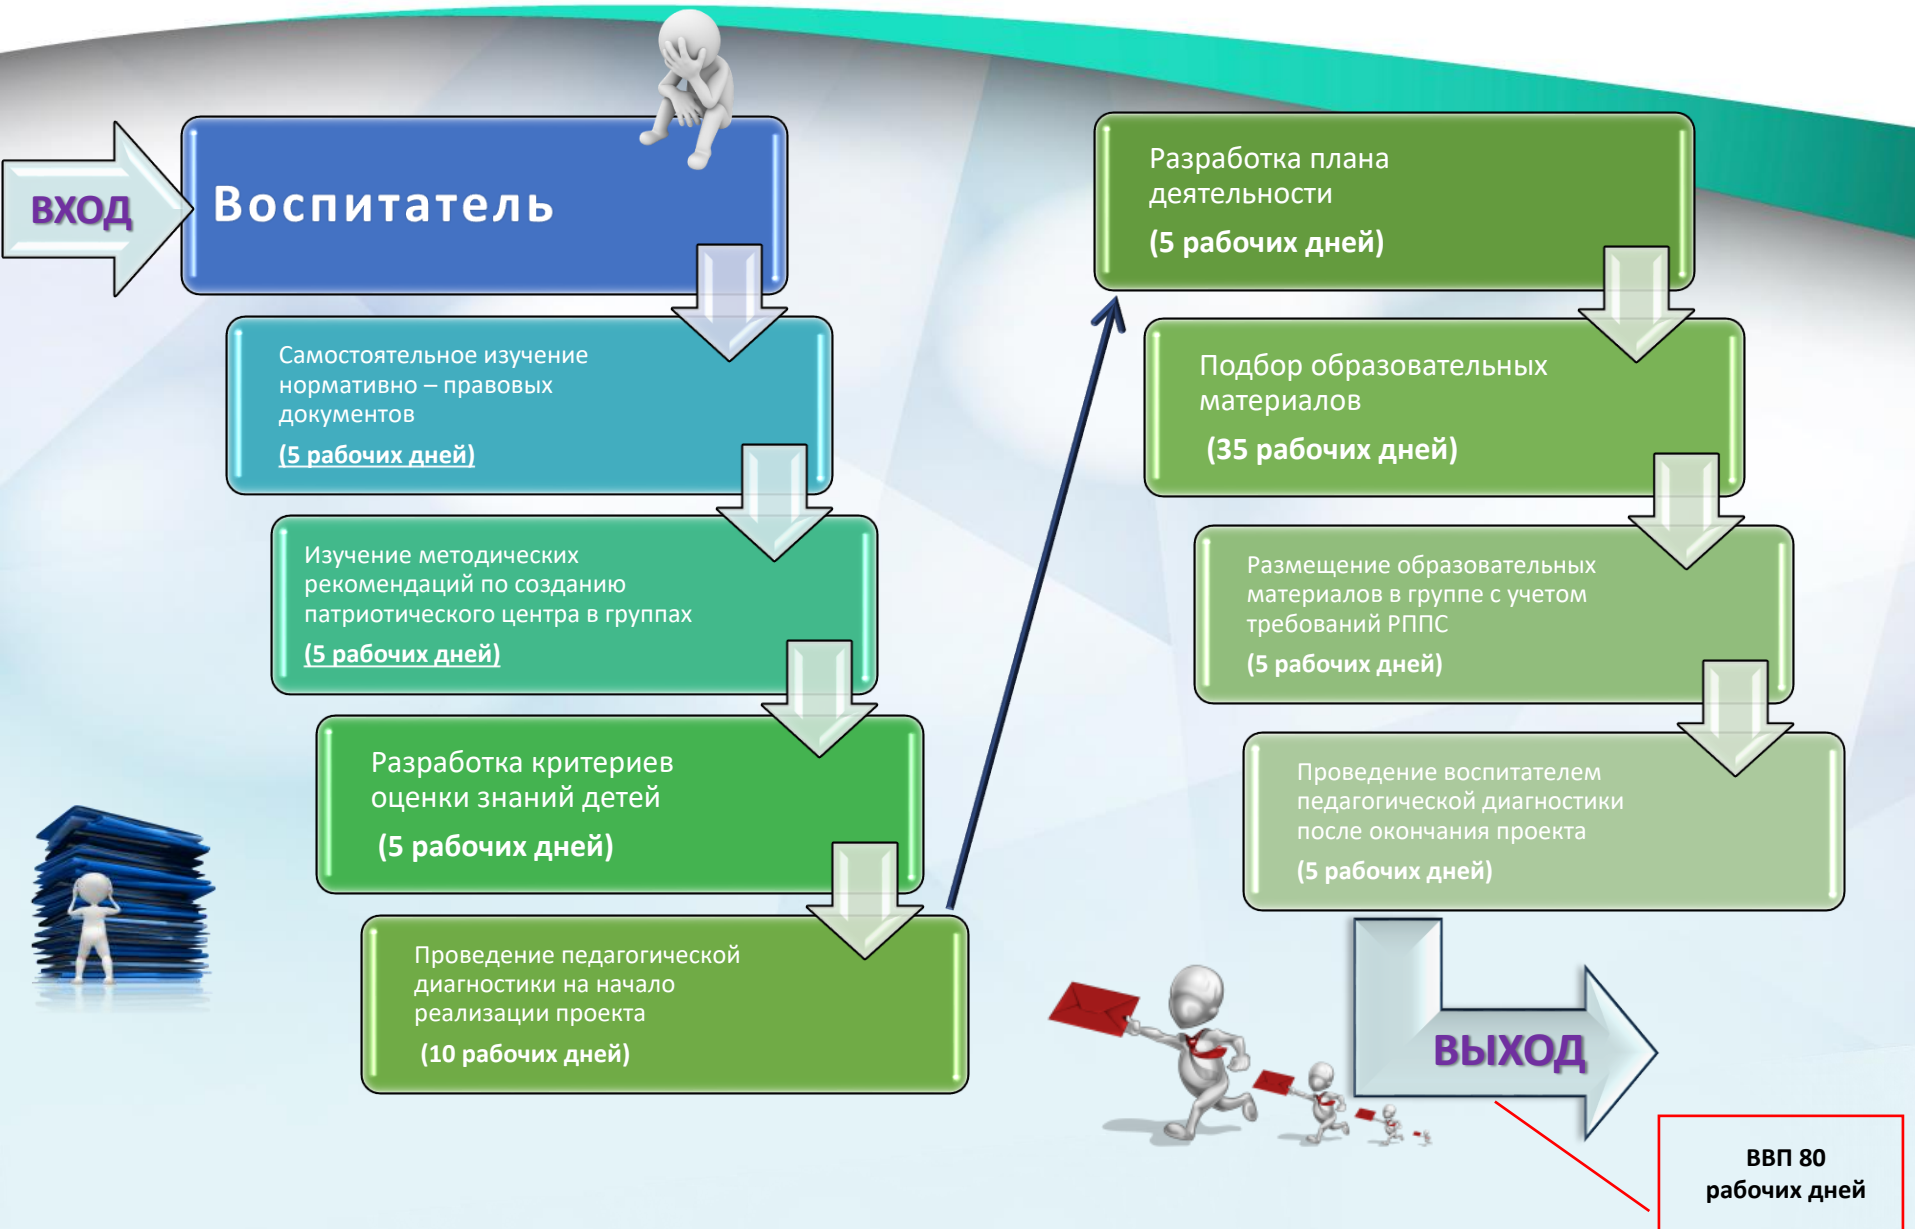 ВХОД
Воспитатель
Самостоятельное изучение
нормативно – правовых
документов
(5 рабочих дней)
Изучение методических
рекомендаций по созданию
патриотического центра в группах
(5 рабочих дней)
Разработка критериев
оценки знаний детей
(5 рабочих дней)
Проведение педагогической
диагностики на начало
реализации проекта
(10 рабочих дней)
Разработка плана
деятельности
(5 рабочих дней)
Подбор образовательных
материалов
(35 рабочих дней)
Размещение образовательных
материалов в группе с учетом
требований РППС
(5 рабочих дней)
Проведение воспитателем
педагогической диагностики
после окончания проекта
(5 рабочих дней)
ВЫХОД
ВВП 80
рабочих дней